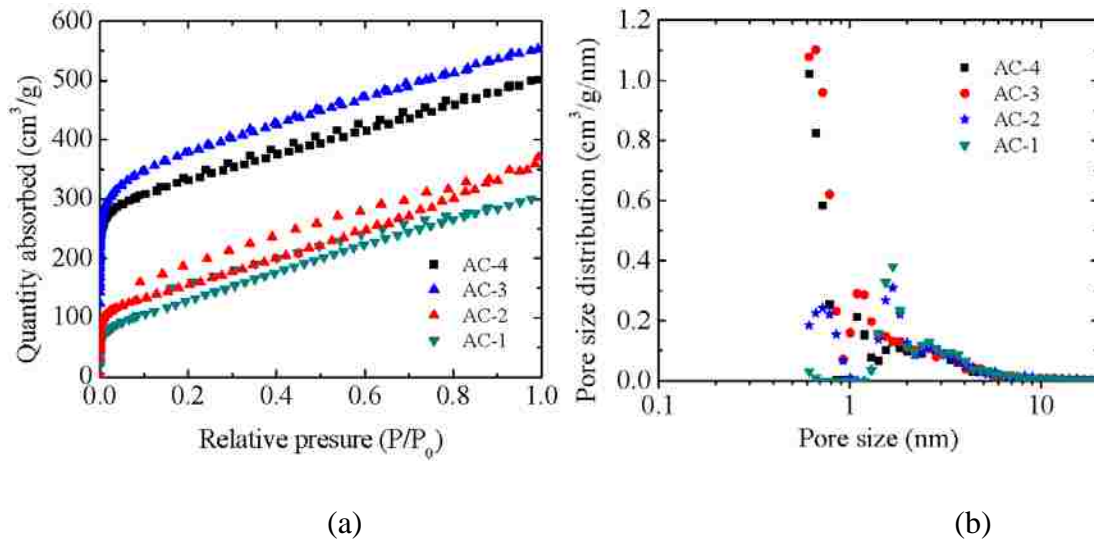 600
500
400
300
200
100
0
0.0 0.2 0.4 0.6 0.8 1.0
Quantity absorbed (cm³/g)
Relative presure (P/P₀)
AC-4
AC-3
AC-2
AC-1
(a)
1.2
1.0
0.8
0.6
0.4
0.2
0.0
0.1 1 10
Pore size distribution (cm³/g/nm)
Pore size (nm)
AC-4
AC-3
AC-2
AC-1
(b)